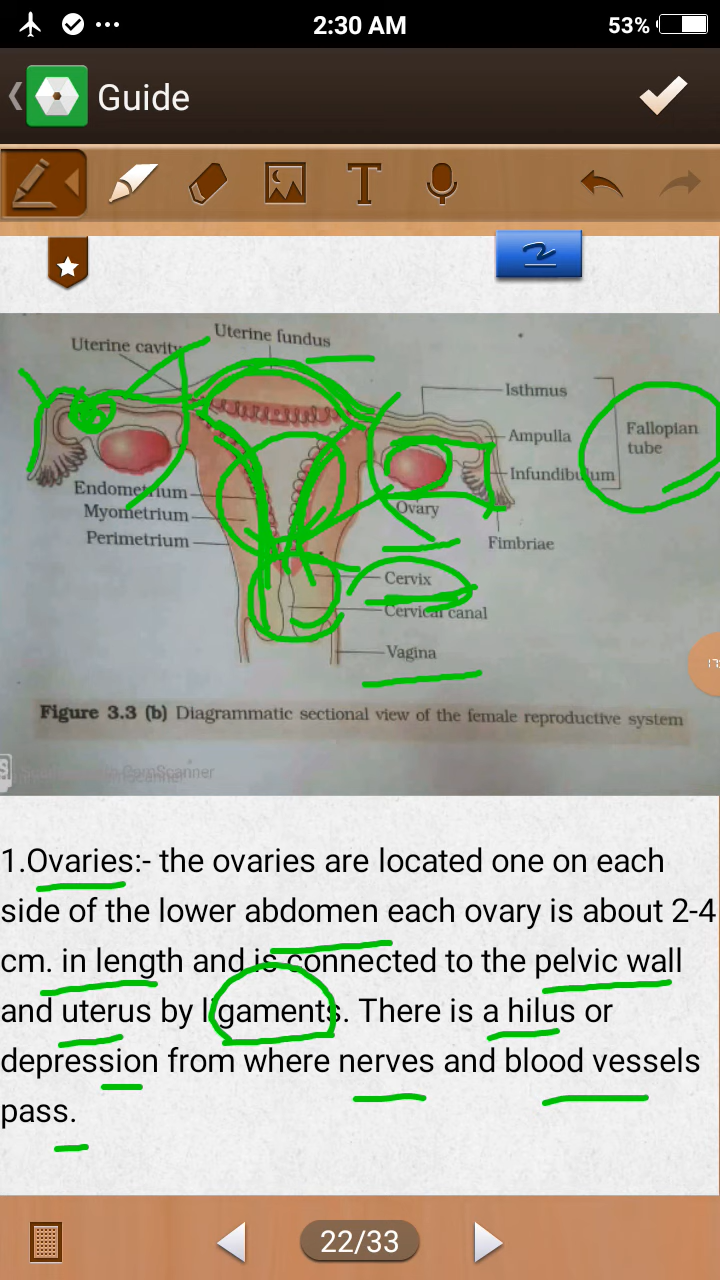 2:30 AM
53%
Guide
T
2
Uterine fundus
Uterine cavity
Isthmus
Ampulla
Fallopian
tube
Infundibulum
Endometrium
Myometrium
Perimetrium
Ovary
Fimbriae
Cervix
Cervical canal
Vagina
Figure 3.3 (b) Diagrammatic sectional view of the female reproductive system
CamScanner
1.Ovaries:- the ovaries are located one on each
side of the lower abdomen each ovary is about 2-4
cm. in length and is connected to the pelvic wall
and uterus by ligaments. There is a hilus or
depression from where nerves and blood vessels
pass.
22/33